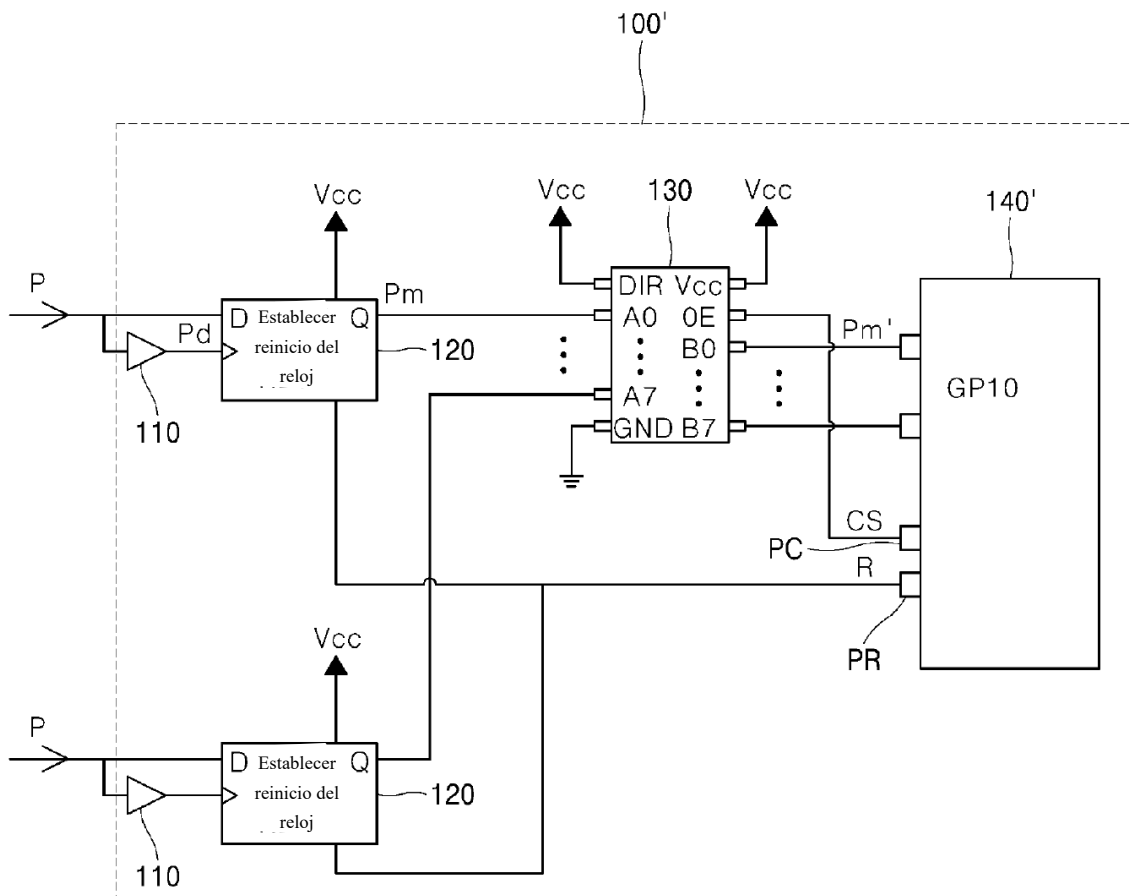 100'
Vcc
Vcc
130
Vcc
140'
P
Pd
D Establecer Q
reinicio del
reloj
Pm
120
110
DIR Vcc
A0 0E
B0
A7
GND B7
Pm'
GP10
CS
PC
R
PR
Vcc
P
D Establecer Q
reinicio del
reloj
120
110